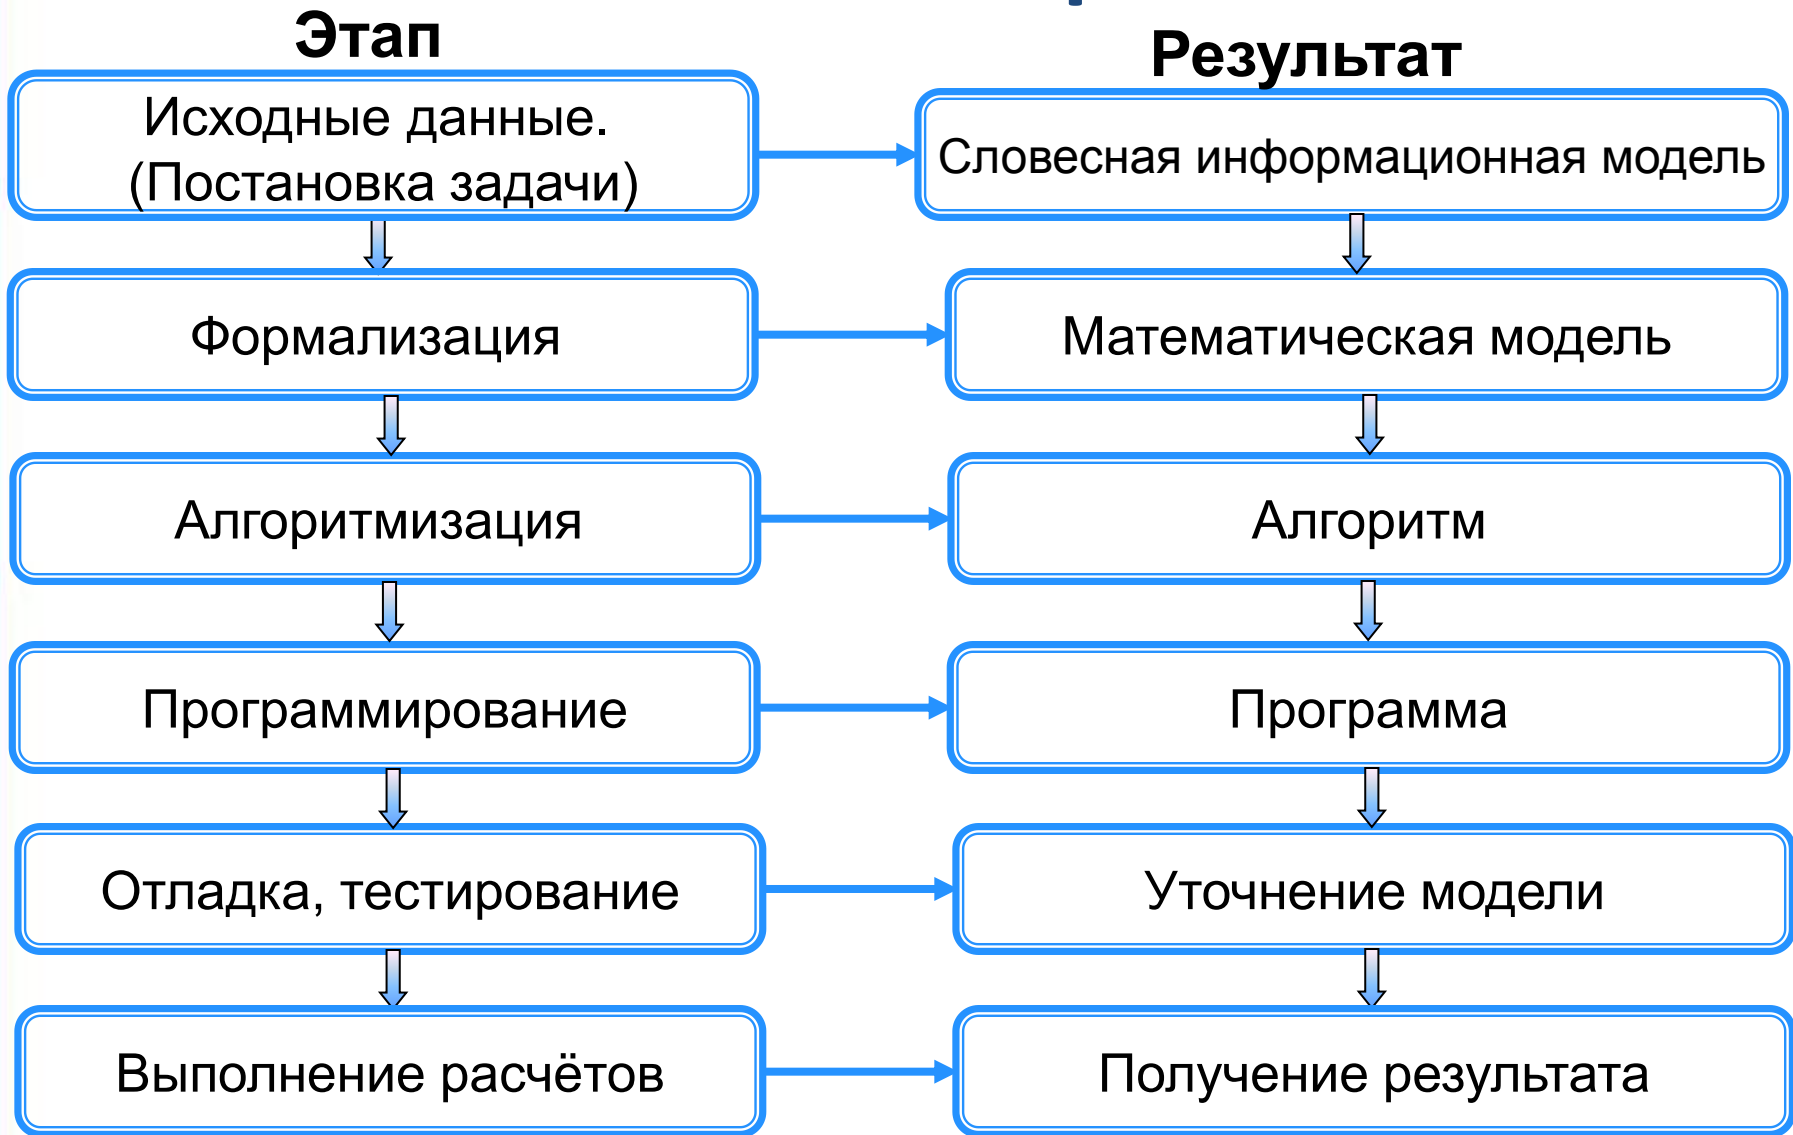 Этап
Результат
Исходные данные.
(Постановка задачи)
Словесная информационная модель
Формализация
Математическая модель
Алгоритмизация
Алгоритм
Программирование
Программа
Отладка, тестирование
Уточнение модели
Выполнение расчётов
Получение результата